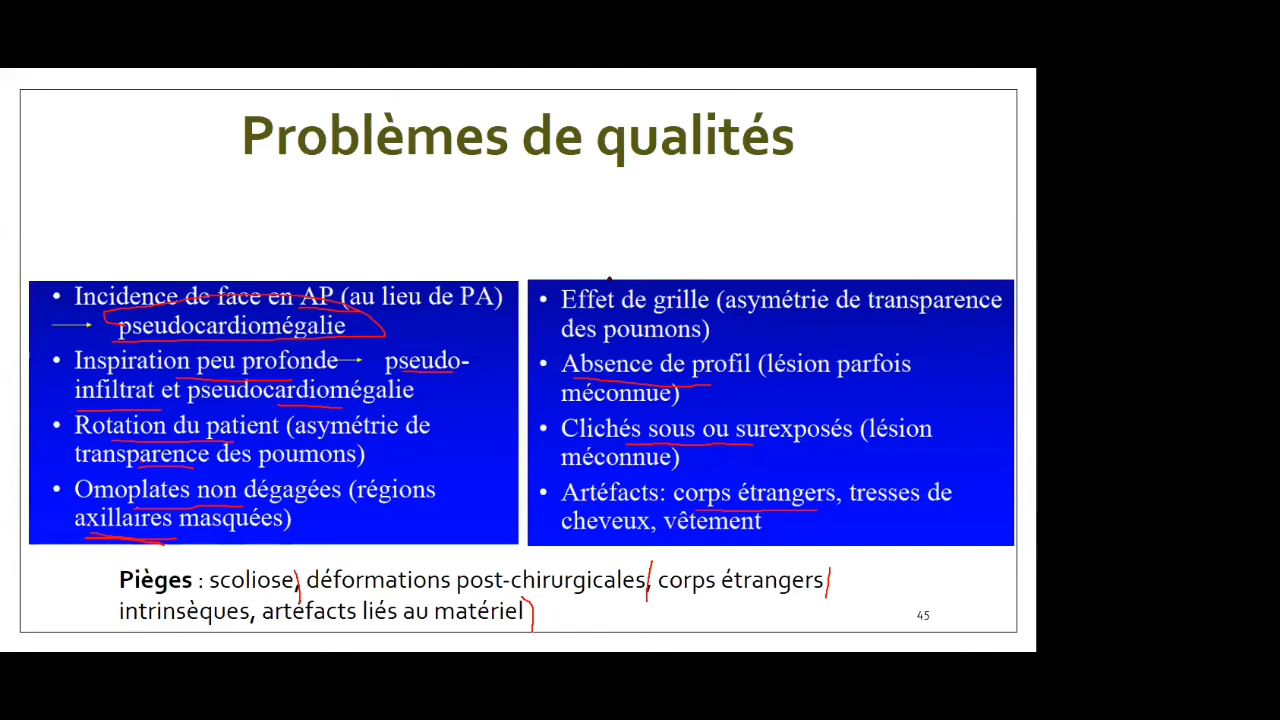 Problèmes de qualités
• Incidence de face en AP (au lieu de PA)
pseudocardiomégalie
• Inspiration peu profonde pseudo-
infiltrat et pseudocardiomégalie
• Rotation du patient (asymétrie de
transparence des poumons)
• Omoplates non dégagées (régions
axillaires masquées)
• Effet de grille (asymétrie de transparence
des poumons)
• Absence de profil (lésion parfois
méconnue)
• Clichés sous ou surexposés (lésion
méconnue)
• Artéfacts: corps étrangers, tresses de
cheveux, vêtement
Pièges : scoliose, déformations post-chirurgicales, corps étrangers
intrinsèques, artéfacts liés au matériel
45